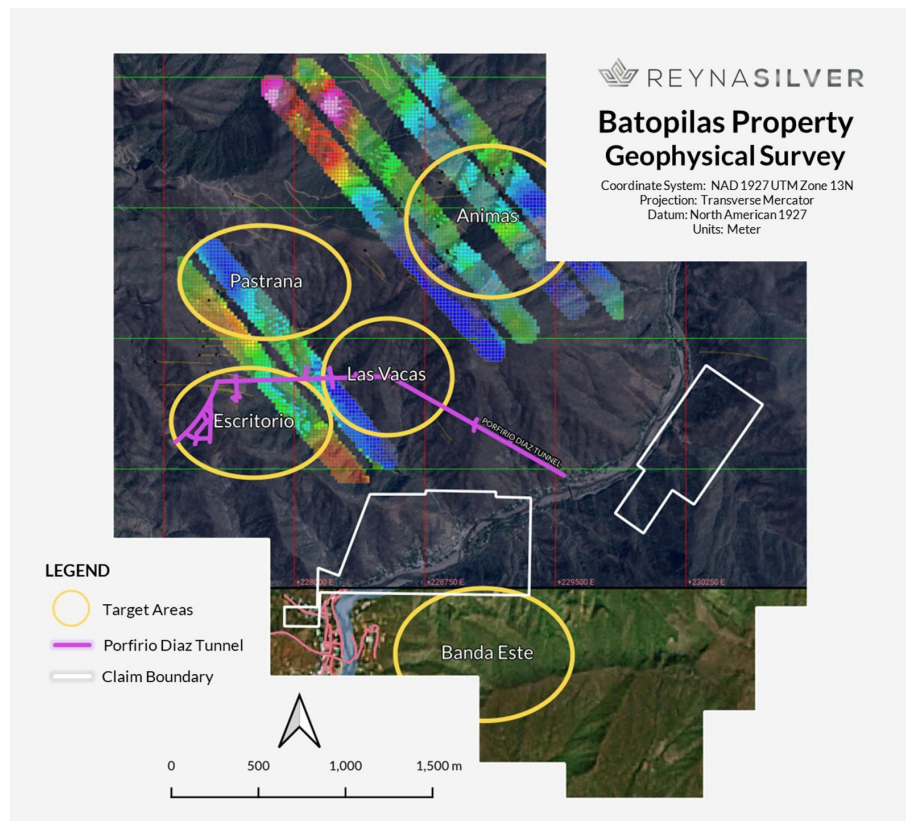 REYNASILVER
Batopilas Property
Geophysical Survey
Coordinate System: NAD 1927 UTM Zone 13N
Projection: Transverse Mercator
Datum: North American 1927
Units: Meter
Animas
Pastrana
Las Vacas
Escritorio
PORFIRIO DIAZ TUNNEL
+228000 E
+228750 E
+229500 E
+230250 E
Banda Este
LEGEND
Target Areas
Porfirio Diaz Tunnel
Claim Boundary
0
500
1,000
1,500 m